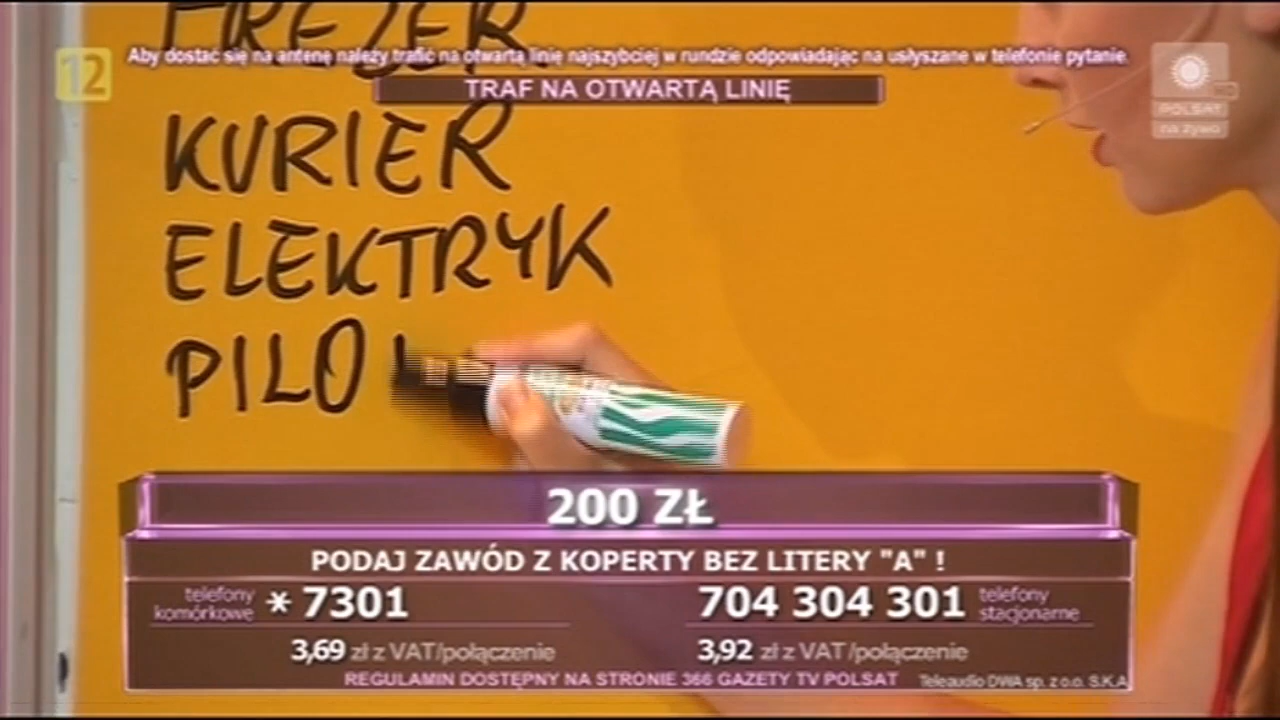 FREZER
Aby dostać się na antenę należy trafić na otwartą linię najszybciej w rundzie odpowiadając na usłyszane w telefonie pytanie.
12
TRAF NA OTWARTĄ LINIĘ
POLSAT
na żywo
KURIER
ELEKTRYK
PILO
200 ZŁ
PODAJ ZAWÓD Z KOPERTY BEZ LITERY "A" !
telefony komórkowe * 7301
704 304 301 telefony stacjonarne
3,69 zł z VAT/połączenie
3,92 zł z VAT/połączenie
REGULAMIN DOSTĘPNY NA STRONIE 366 GAZETY TV POLSAT
Teleaudio DWA sp. z o.o. S.K.A